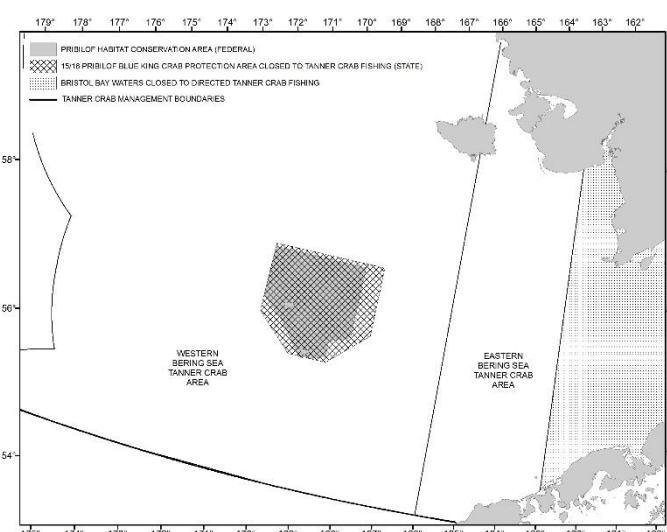 179° 178° 177° 176° 175° 174° 173° 172° 171° 170° 169° 168° 167° 166° 165° 164° 163° 162°
PRIBILOF HABITAT CONSERVATION AREA (FEDERAL)
15/16 PRIBILOF BLUE KING CRAB PROTECTION AREA CLOSED TO TANNER CRAB FISHING (STATE)
BRISTOL BAY WATERS CLOSED TO DIRECTED TANNER CRAB FISHING
TANNER CRAB MANAGEMENT BOUNDARIES
58°
56°
54°
WESTERN
BERING SEA
TANNER CRAB
AREA
EASTERN
BERING SEA
TANNER CRAB
AREA